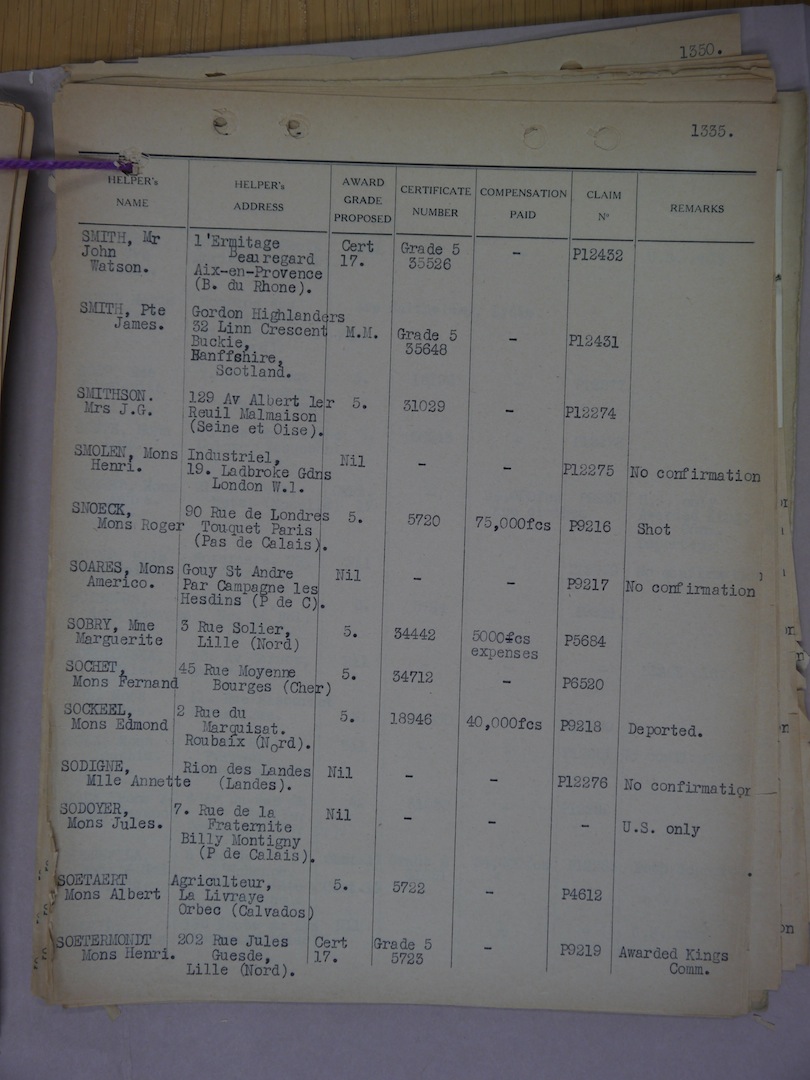 1350.
1335.
HELPER's NAME | HELPER's ADDRESS | AWARD GRADE PROPOSED | CERTIFICATE NUMBER | COMPENSATION PAID | CLAIM Nº | REMARKS
SMITH, Mr | l'Ermitage | Cert | Grade 5 | - | P12432
John | Beauregard | 17. | 35526
Watson. | Aix-en-Provence
(B. du Rhone).
SMITH, Pte | Gordon Highlanders
James. | 32 Linn Crescent | M.M. | Grade 5 | - | P12431
Buckie, | 35648
Banffshire,
Scotland.
SMITHSON. | 129 Av Albert 1er | 5. | 31029 | - | P12274
Mrs J.G. | Reuil Malmaison
(Seine et Oise).
SMOLEN, Mons | Industriel, | Nil | - | - | P12275 | No confirmation
Henri. | 19. Ladbroke Gdns
London W.1.
SNOECK, | 90 Rue de Londres | 5. | 5720 | 75,000fcs | P9216 | Shot
Mons Roger | Touquet Paris
(Pas de Calais).
SOARES, Mons | Gouy St Andre | Nil | - | - | P9217 | No confirmation
Americo. | Par Campagne les
Hesdins (P de C).
SOBRY, Mme | 3 Rue Solier, | 5. | 34442 | 5000fcs | P5684
Marguerite | Lille (Nord) | expenses
SOCHET, | 45 Rue Moyenne | 5. | 34712 | - | P6520
Mons Fernand | Bourges (Cher)
SOCKEEL, | 2 Rue du | 5. | 18946 | 40,000fcs | P9218 | Deported.
Mons Edmond | Marquisat.
Roubaix (Nord).
SODIGNE, | Rion des Landes | Nil | - | - | P12276 | No confirmation
Mlle Annette | (Landes).
SODOYER, | 7. Rue de la | Nil | - | - | - | U.S. only
Mons Jules. | Fraternite
Billy Montigny
(P de Calais).
SOETAERT | Agriculteur, | 5. | 5722 | - | P4612
Mons Albert | La Livraye
Orbec (Calvados)
SOETERMONDT | 202 Rue Jules | Cert | Grade 5 | - | P9219 | Awarded Kings
Mons Henri. | Guesde, | 17. | 5723 | Comm.
Lille (Nord).